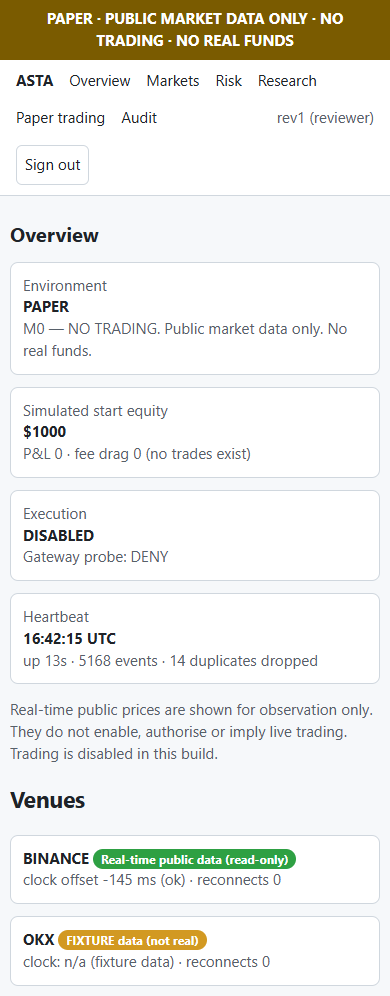 PAPER · PUBLIC MARKET DATA ONLY · NO
TRADING · NO REAL FUNDS
ASTA Overview Markets Risk Research
Paper trading Audit rev1 (reviewer)
Sign out
Overview
Environment
PAPER
M0 — NO TRADING. Public market data only. No
real funds.
Simulated start equity
$1000
P&L 0 · fee drag 0 (no trades exist)
Execution
DISABLED
Gateway probe: DENY
Heartbeat
16:42:15 UTC
up 13s · 5168 events · 14 duplicates dropped
Real-time public prices are shown for observation only.
They do not enable, authorise or imply live trading.
Trading is disabled in this build.
Venues
BINANCE Real-time public data (read-only)
clock offset -145 ms (ok) · reconnects 0
OKX FIXTURE data (not real)
clock: n/a (fixture data) · reconnects 0